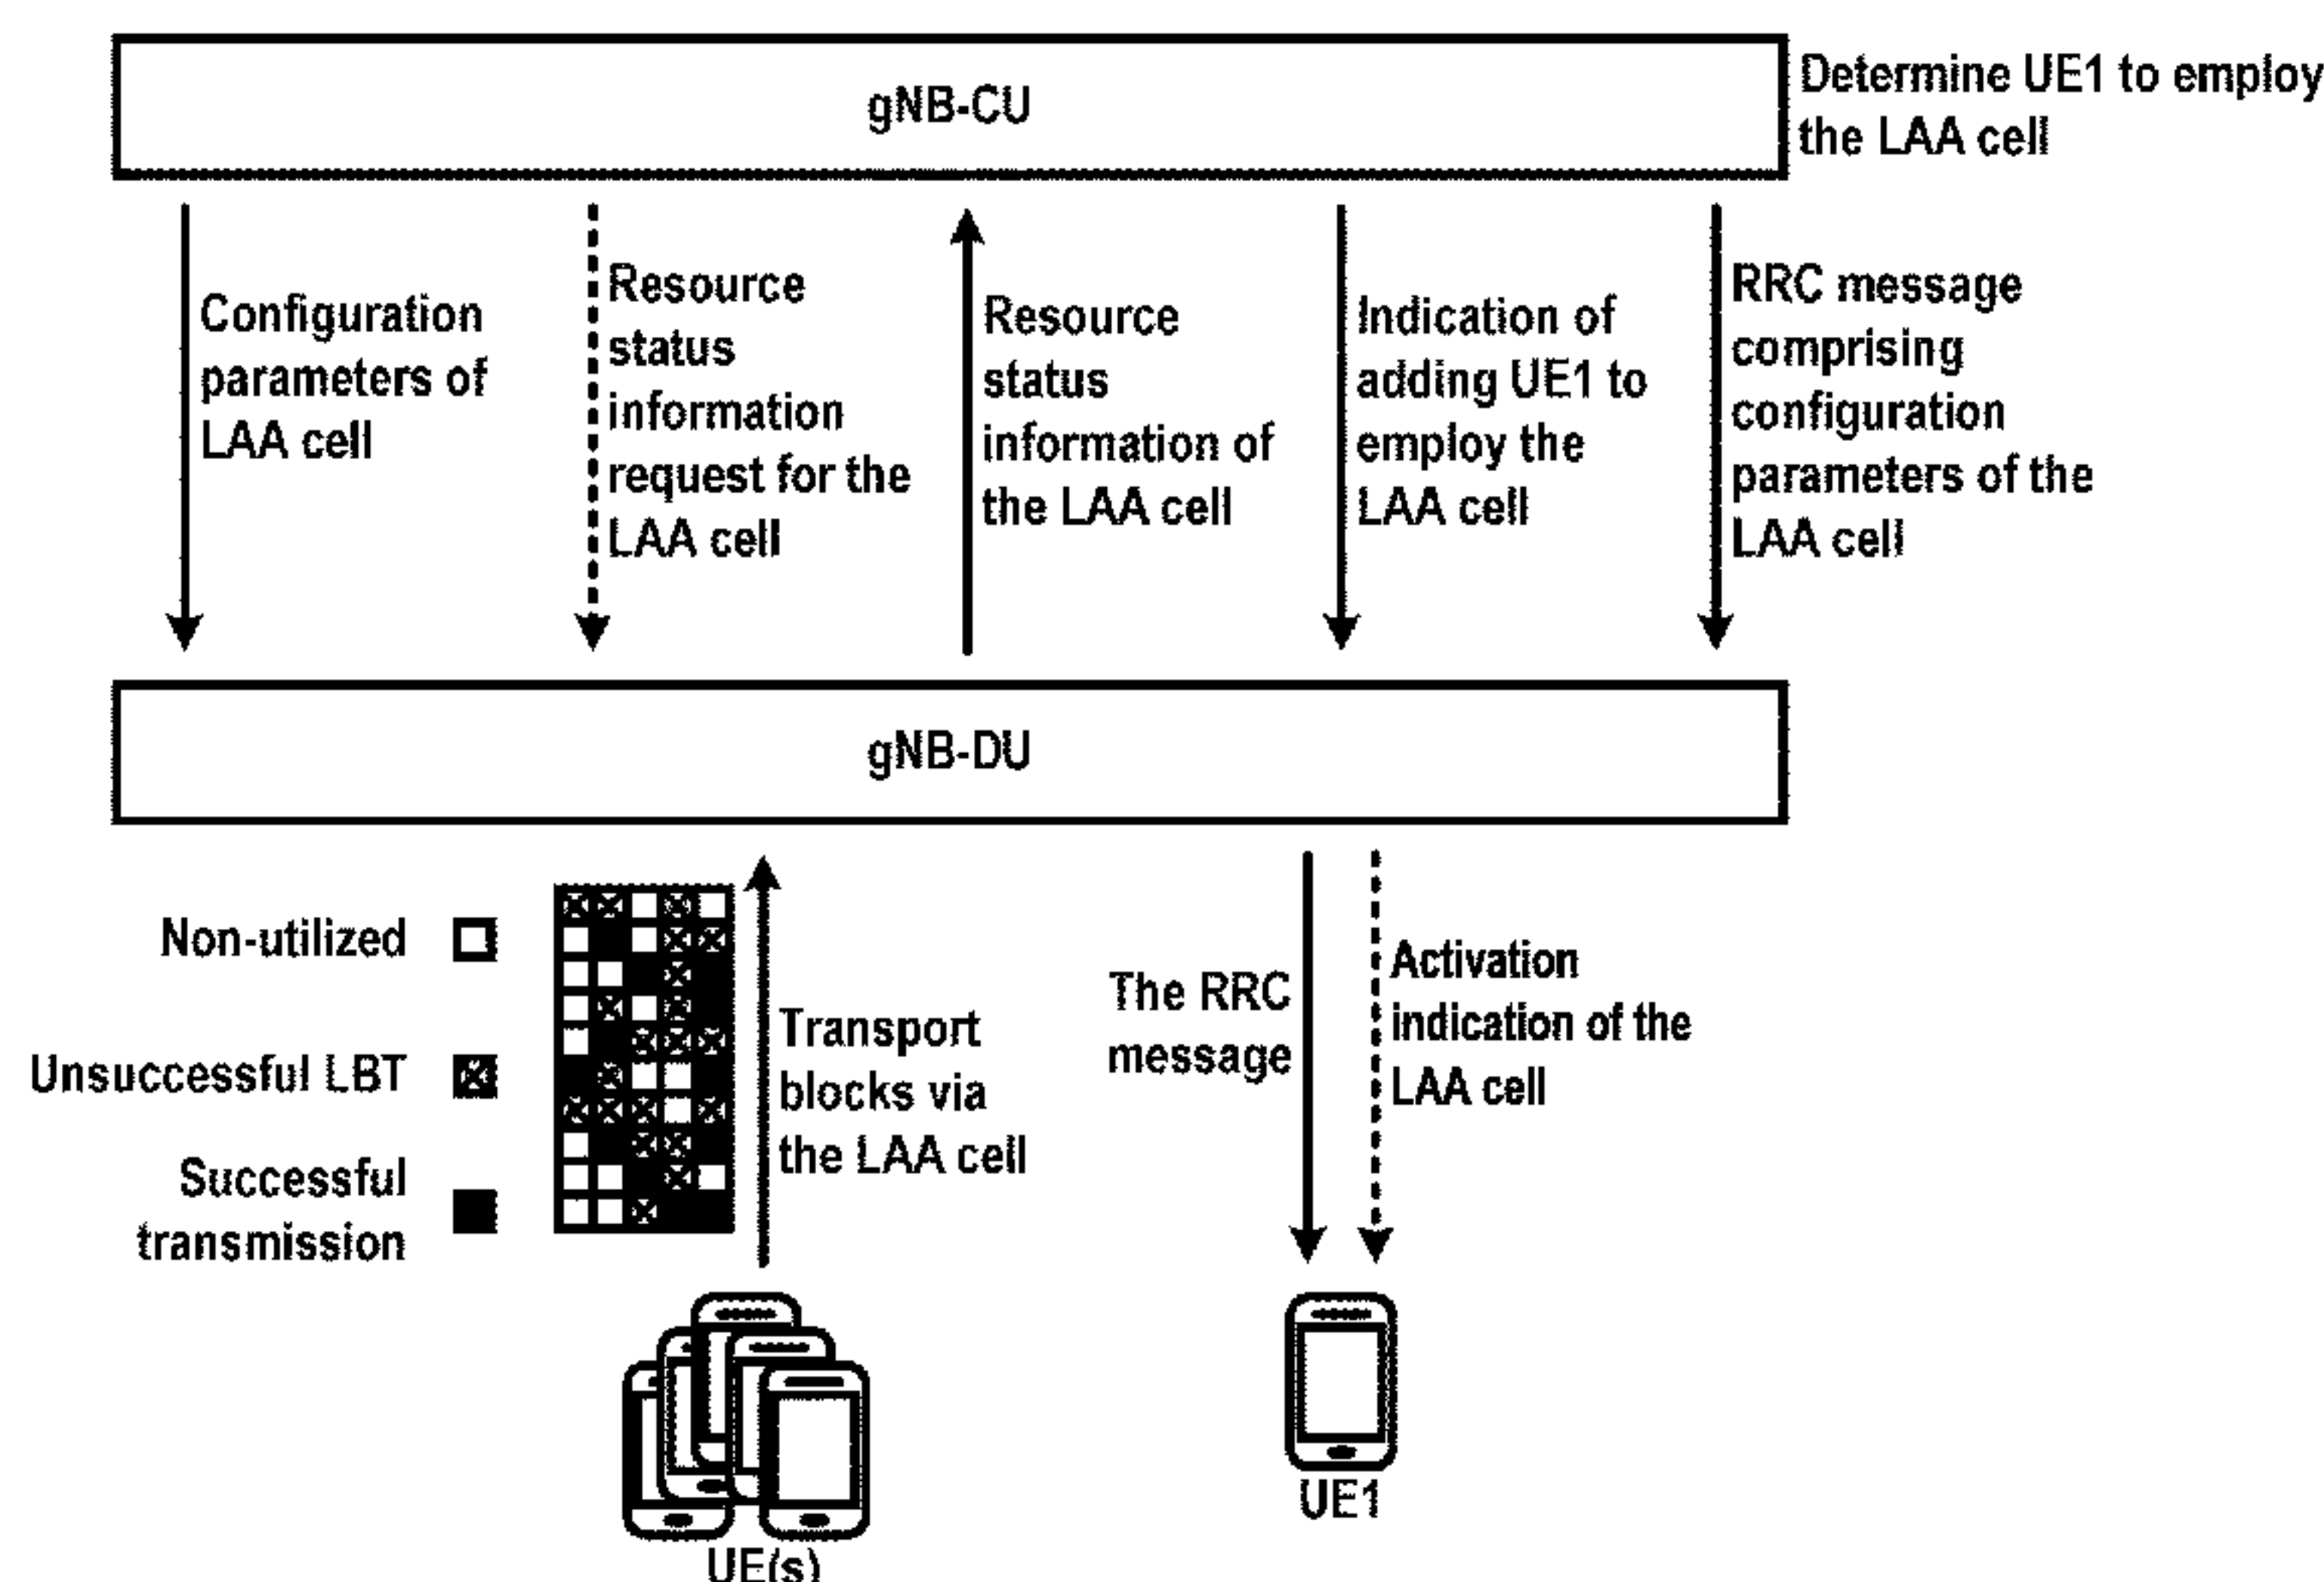 gNB-CU
Determine UE1 to employ
the LAA cell
Configuration
parameters of
LAA cell
Resource
status
information
request for the
LAA cell
Resource
status
information of
the LAA cell
Indication of
adding UE1 to
employ the
LAA cell
RRC message
comprising
configuration
parameters of the
LAA cell
gNB-DU
Non-utilized
Unsuccessful LBT
Successful
transmission
Transport
blocks via
the LAA cell
The RRC
message
Activation
indication of the
LAA cell
UE(s)
UE1